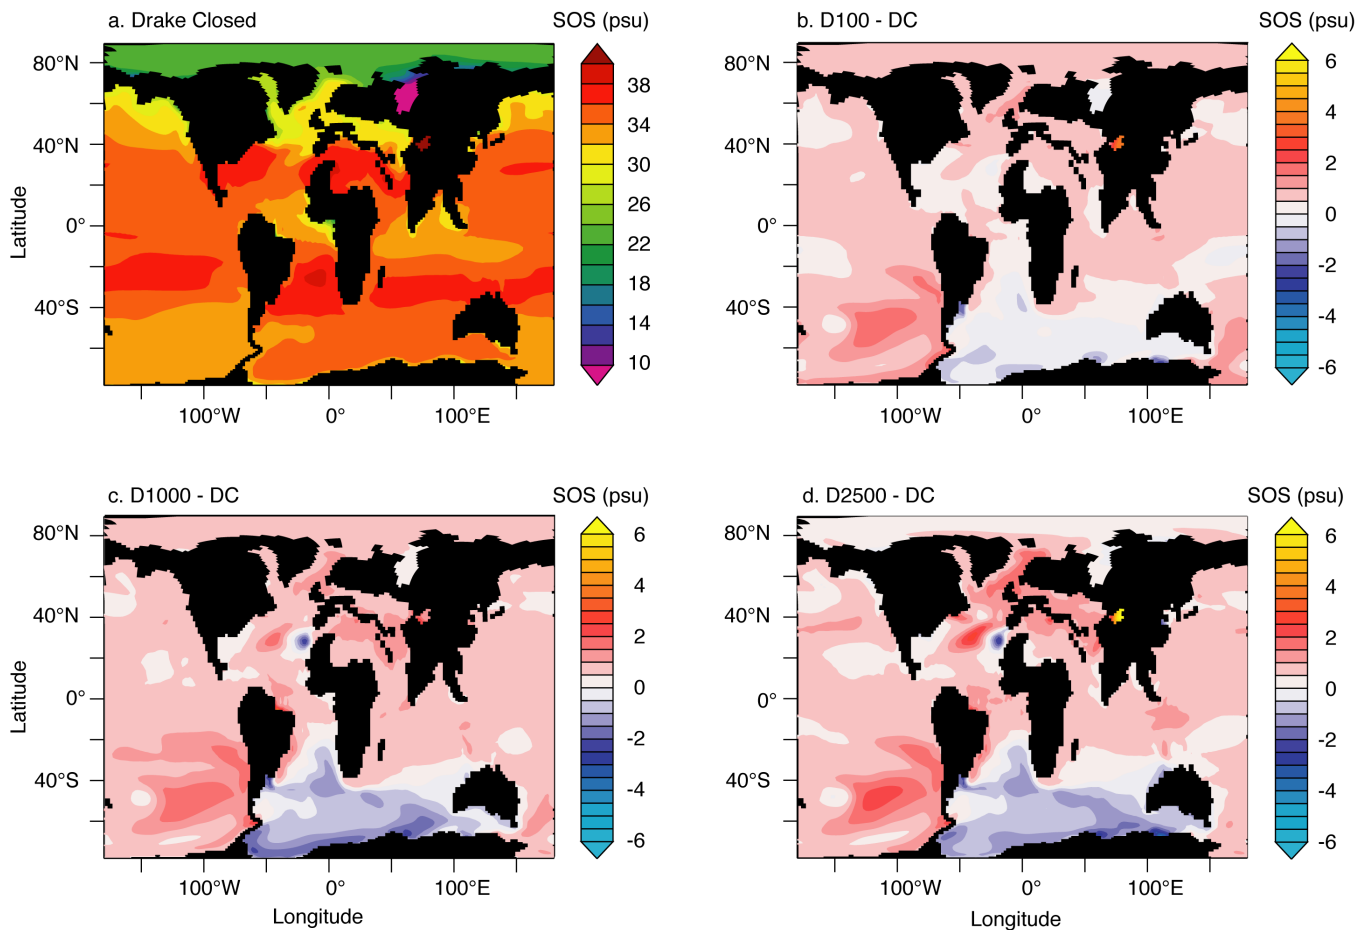 a. Drake Closed SOS (psu)
80°N
40°N
0°
40°S
Latitude
100°W 0° 100°E
38
34
30
26
22
18
14
10
b. D100 - DC SOS (psu)
80°N
40°N
0°
40°S
100°W 0° 100°E
6
4
2
0
-2
-4
-6
c. D1000 - DC SOS (psu)
80°N
40°N
0°
40°S
Latitude
100°W 0° 100°E
Longitude
6
4
2
0
-2
-4
-6
d. D2500 - DC SOS (psu)
80°N
40°N
0°
40°S
100°W 0° 100°E
Longitude
6
4
2
0
-2
-4
-6